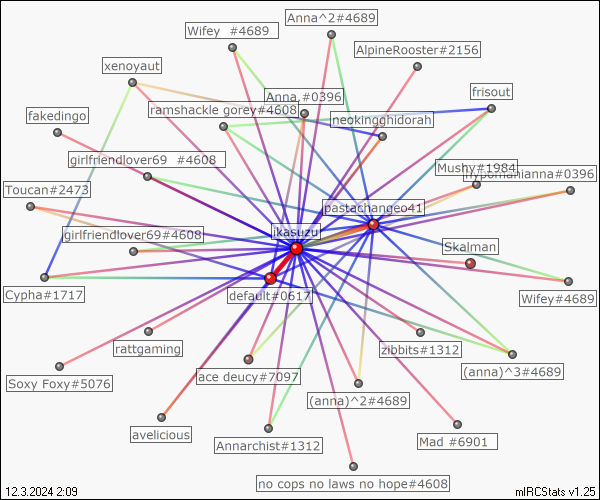 Anna^2#4689
Wifey  #4689
AlpineRooster#2156
xenoyaut
frisout
Anna,#0396
ramshackle gorey#4608
fakedingo
neokingghidorah
girlfriendlover69  #4608
Mushy#1984
Hypomanianna#0396
Toucan#2473
pastachangeo41
ikasuzu
girlfriendlover69#4608
Skalman
Cypha#1717
default#0617
Wifey#4689
rattgaming
zibbits#1312
(anna)^3#4689
ace deucy#7097
Soxy Foxy#5076
(anna)^2#4689
avelicious
Annarchist#1312
Mad #6901
no cops no laws no hope#4608
12.3.2024 2:09
mIRCStats v1.25